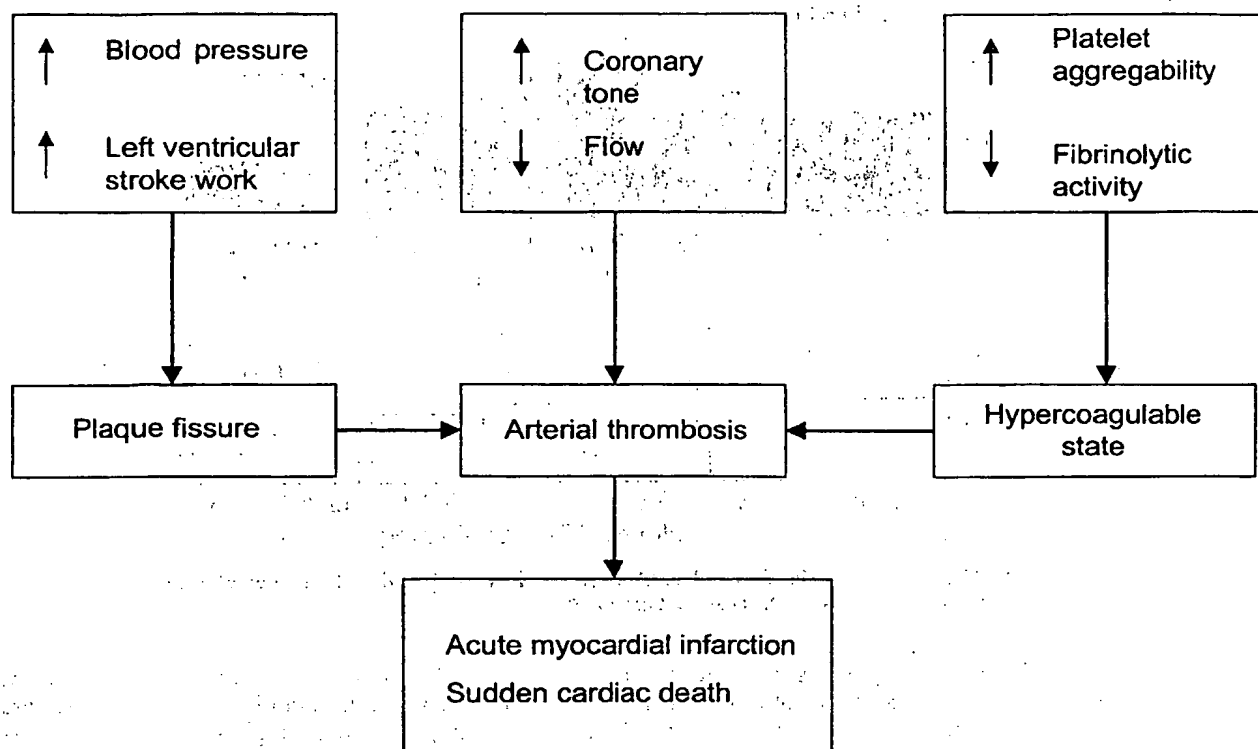 ↑ Blood pressure
↑ Left ventricular
stroke work
↑ Coronary
tone
↓ Flow
↑ Platelet
aggregability
↓ Fibrinolytic
activity
Plaque fissure
Arterial thrombosis
Hypercoagulable
state
Acute myocardial infarction
Sudden cardiac death